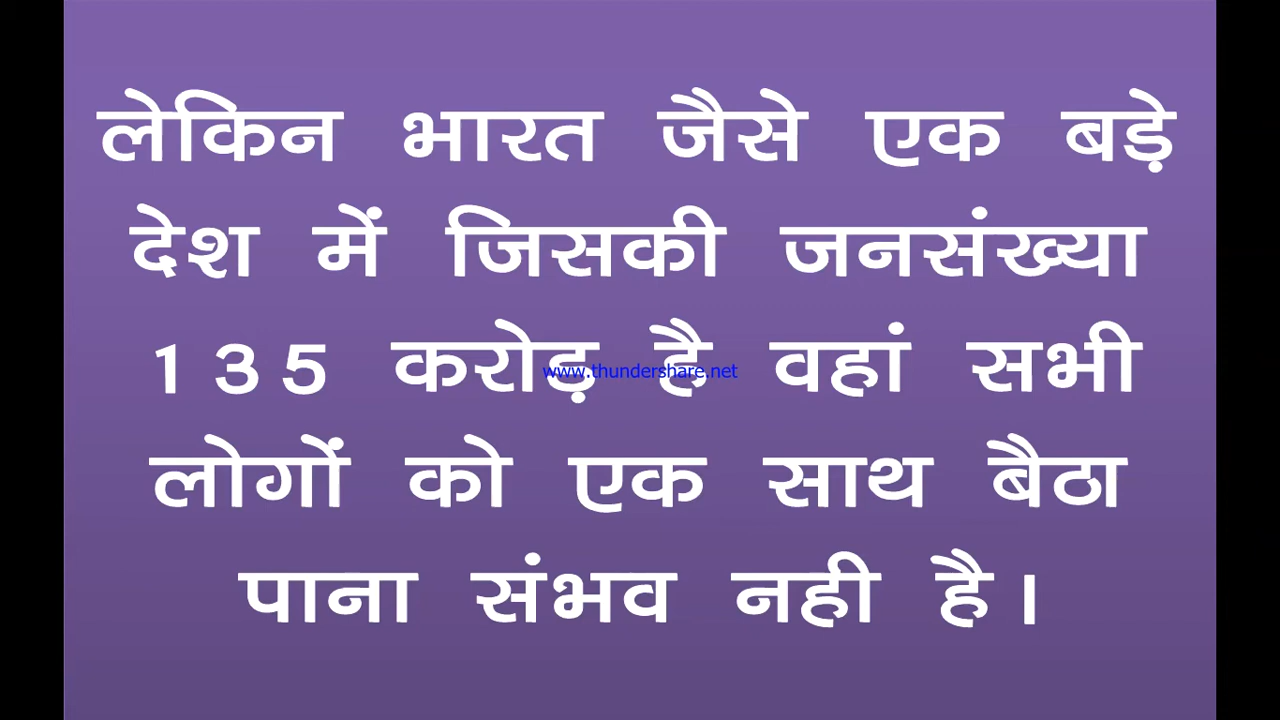 लेकिन भारत जैसे एक बड़े
देश में जिसकी जनसंख्या
135 करोड़ है वहां सभी
www.thundershare.net
लोगों को एक साथ बैठा
पाना संभव नही है।